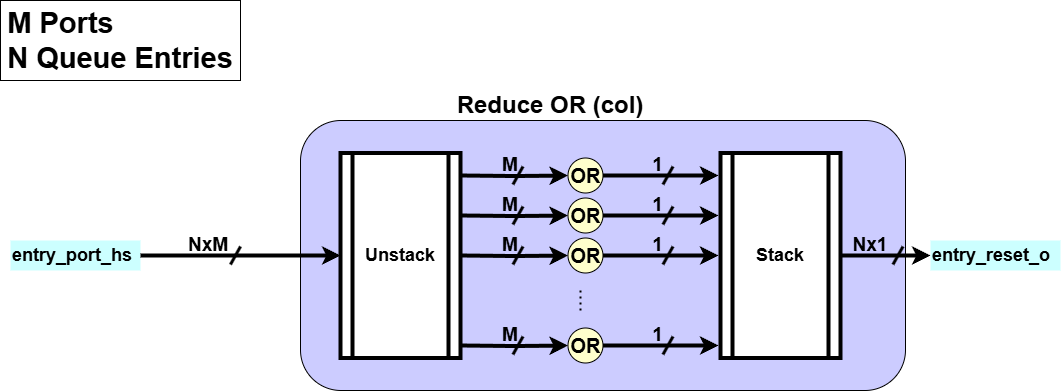 M Ports
N Queue Entries
Reduce OR (col)
M
OR
1
M
OR
1
entry_port_hs
NxM
Unstack
M
OR
1
Stack
Nx1
entry_reset_o
M
OR
1